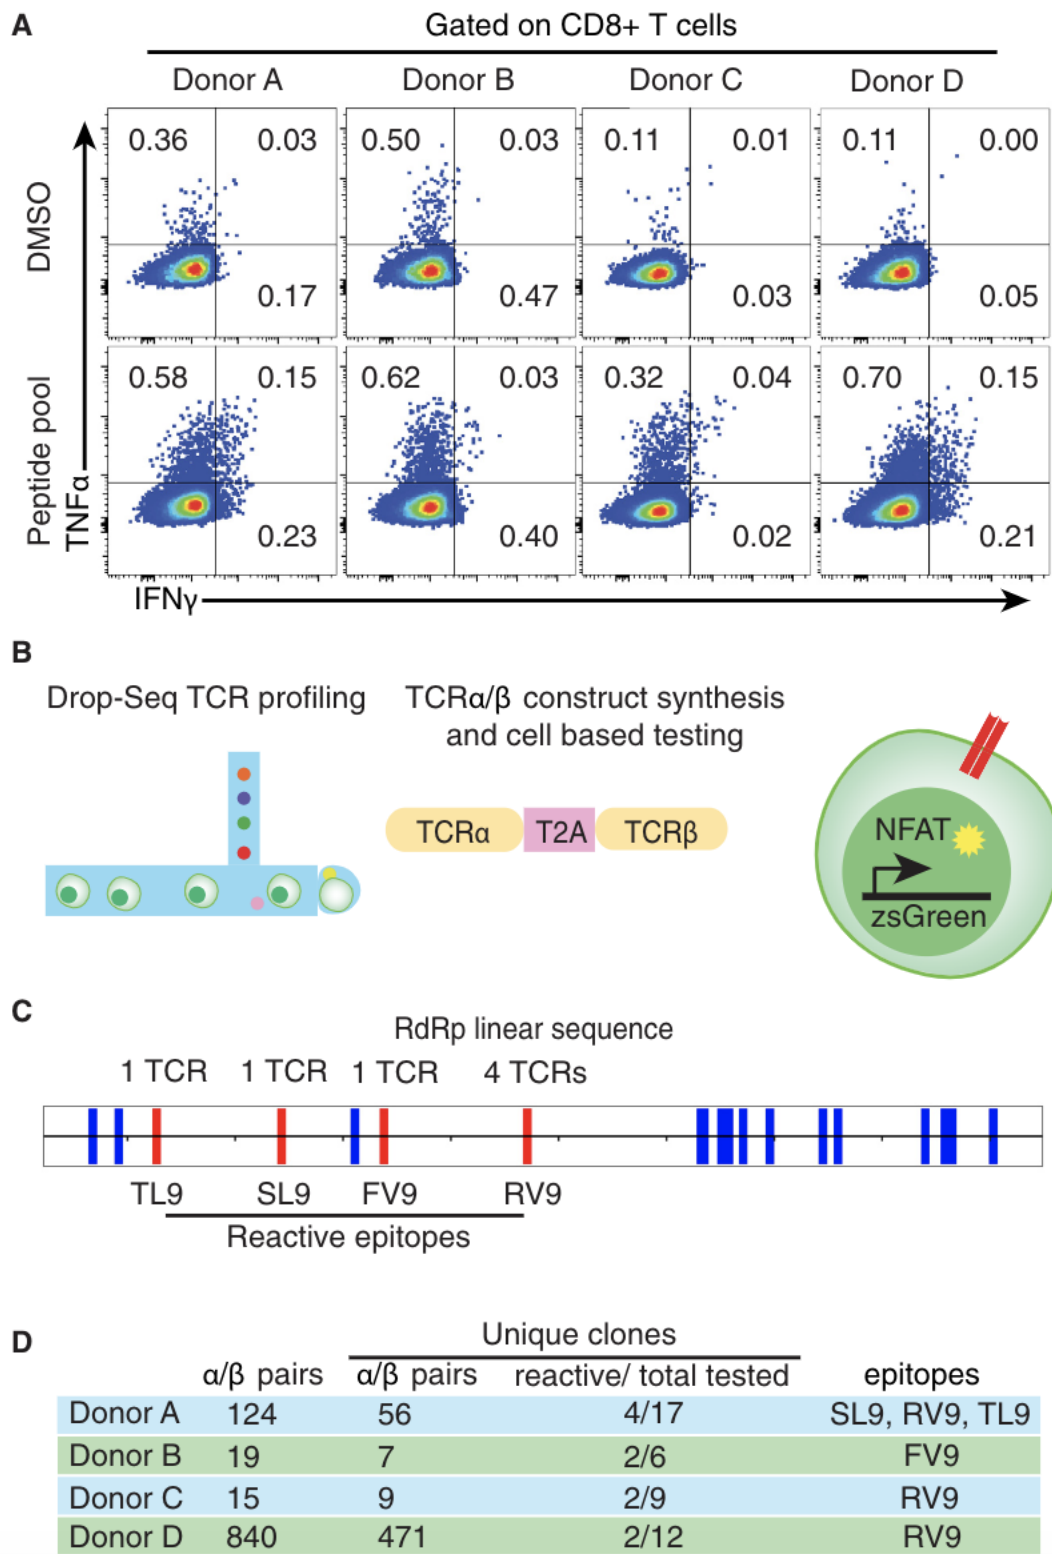 A
Gated on CD8+ T cells
Donor A Donor B Donor C Donor D
DMSO
0.36 0.03 0.50 0.03 0.11 0.01 0.11 0.00
0.17 0.47 0.03 0.05
Peptide pool
TNFα
0.58 0.15 0.62 0.03 0.32 0.04 0.70 0.15
0.23 0.40 0.02 0.21
IFNγ
B
Drop-Seq TCR profiling
TCRα/β construct synthesis
and cell based testing
TCRα T2A TCRβ
NFAT
zsGreen
C
RdRp linear sequence
1 TCR 1 TCR 1 TCR 4 TCRs
TL9 SL9 FV9 RV9
Reactive epitopes
D
Unique clones
α/β pairs α/β pairs reactive/ total tested epitopes
Donor A 124 56 4/17 SL9, RV9, TL9
Donor B 19 7 2/6 FV9
Donor C 15 9 2/9 RV9
Donor D 840 471 2/12 RV9